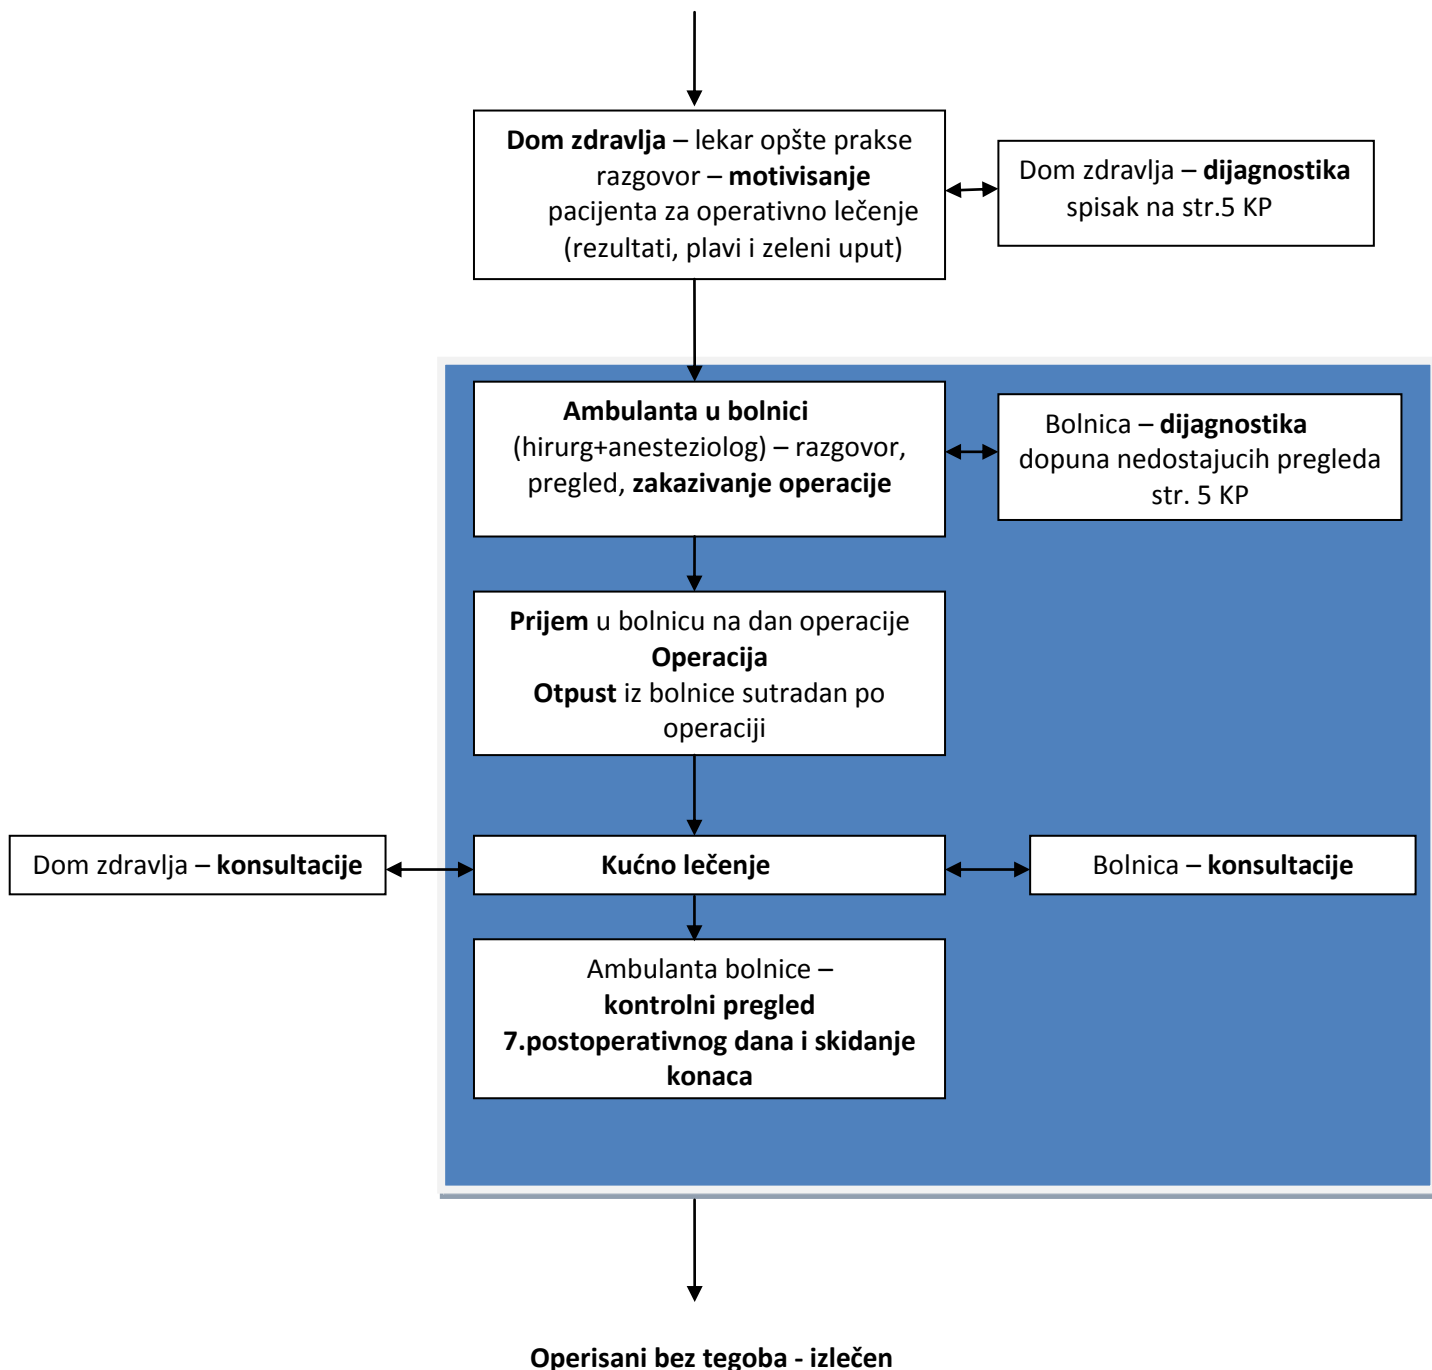 Dom zdravlja – lekar opšte prakse
razgovor – motivisanje
pacijenta za operativno lečenje
(rezultati, plavi i zeleni uput)
Dom zdravlja – dijagnostika
spisak na str.5 KP
Ambulanta u bolnici
(hirurg+anesteziolog) – razgovor,
pregled, zakazivanje operacije
Bolnica – dijagnostika
dopuna nedostajucih pregleda
str. 5 KP
Prijem u bolnicu na dan operacije
Operacija
Otpust iz bolnice sutradan po
operaciji
Dom zdravlja – konsultacije
Kućno lečenje
Bolnica – konsultacije
Ambulanta bolnice –
kontrolni pregled
7.postoperativnog dana i skidanje
konaca
Operisani bez tegoba - izlečen